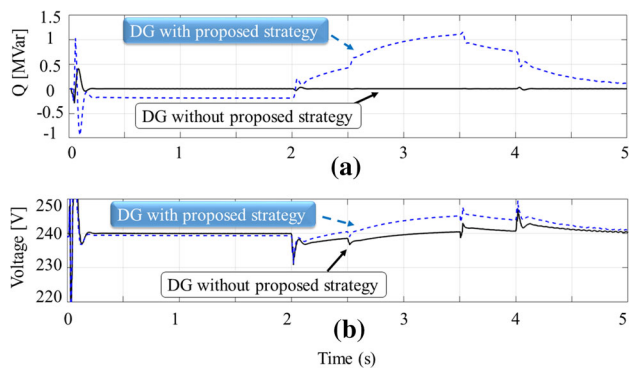 Q [MVar]
1.5
1
0.5
0
-0.5
-1
DG with proposed strategy
DG without proposed strategy
0 1 2 3 4 5
(a)
Voltage [V]
250
240
230
220
DG with proposed strategy
DG without proposed strategy
0 1 2 3 4 5
(b)
Time (s)